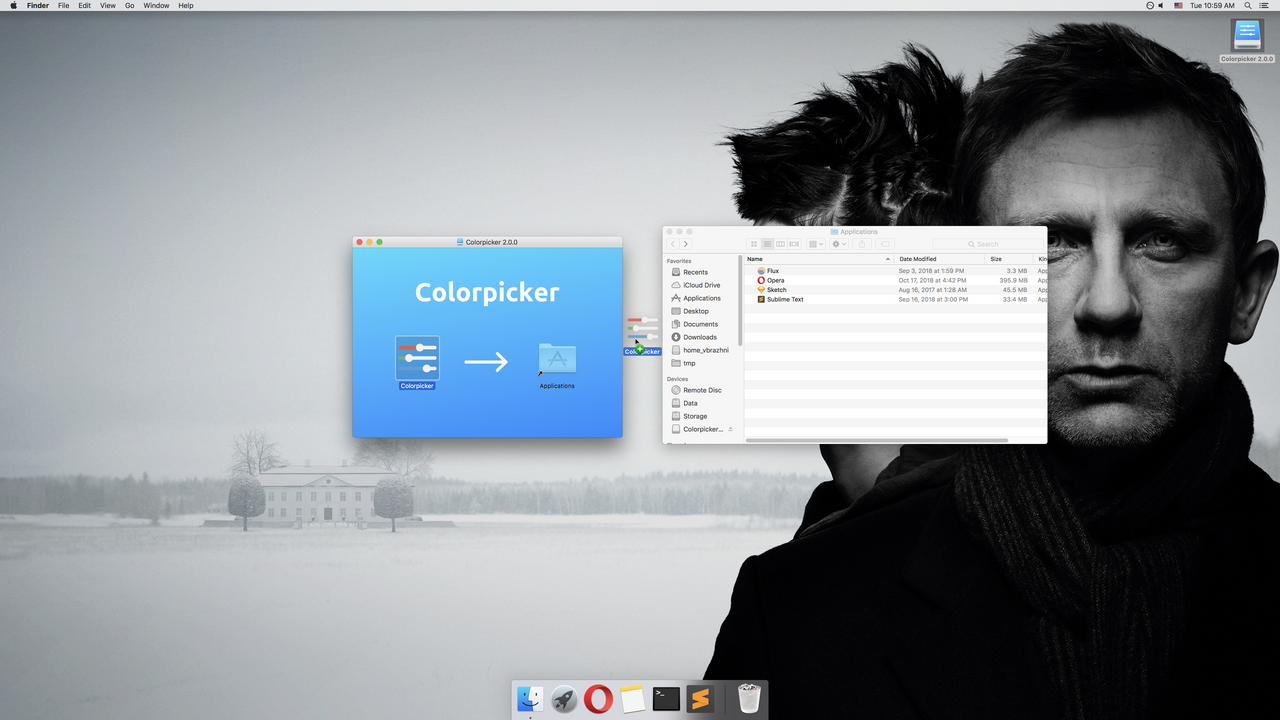 Finder File Edit View Go Window Help
Tue 10:59 AM
Colorpicker 2.0.0
Colorpicker 2.0.0
Colorpicker
Colorpicker
Applications
Applications
Search
Favorites
Recents
iCloud Drive
Applications
Desktop
Documents
Downloads
home_vbrazhni
tmp
Devices
Remote Disc
Data
Storage
Colorpicker...
Name Date Modified Size Kin
Flux Sep 3, 2018 at 1:59 PM 3.3 MB App
Opera Oct 17, 2018 at 4:42 PM 395.9 MB App
Sketch Aug 16, 2017 at 1:28 AM 45.5 MB App
Sublime Text Sep 16, 2018 at 3:00 PM 33.4 MB App